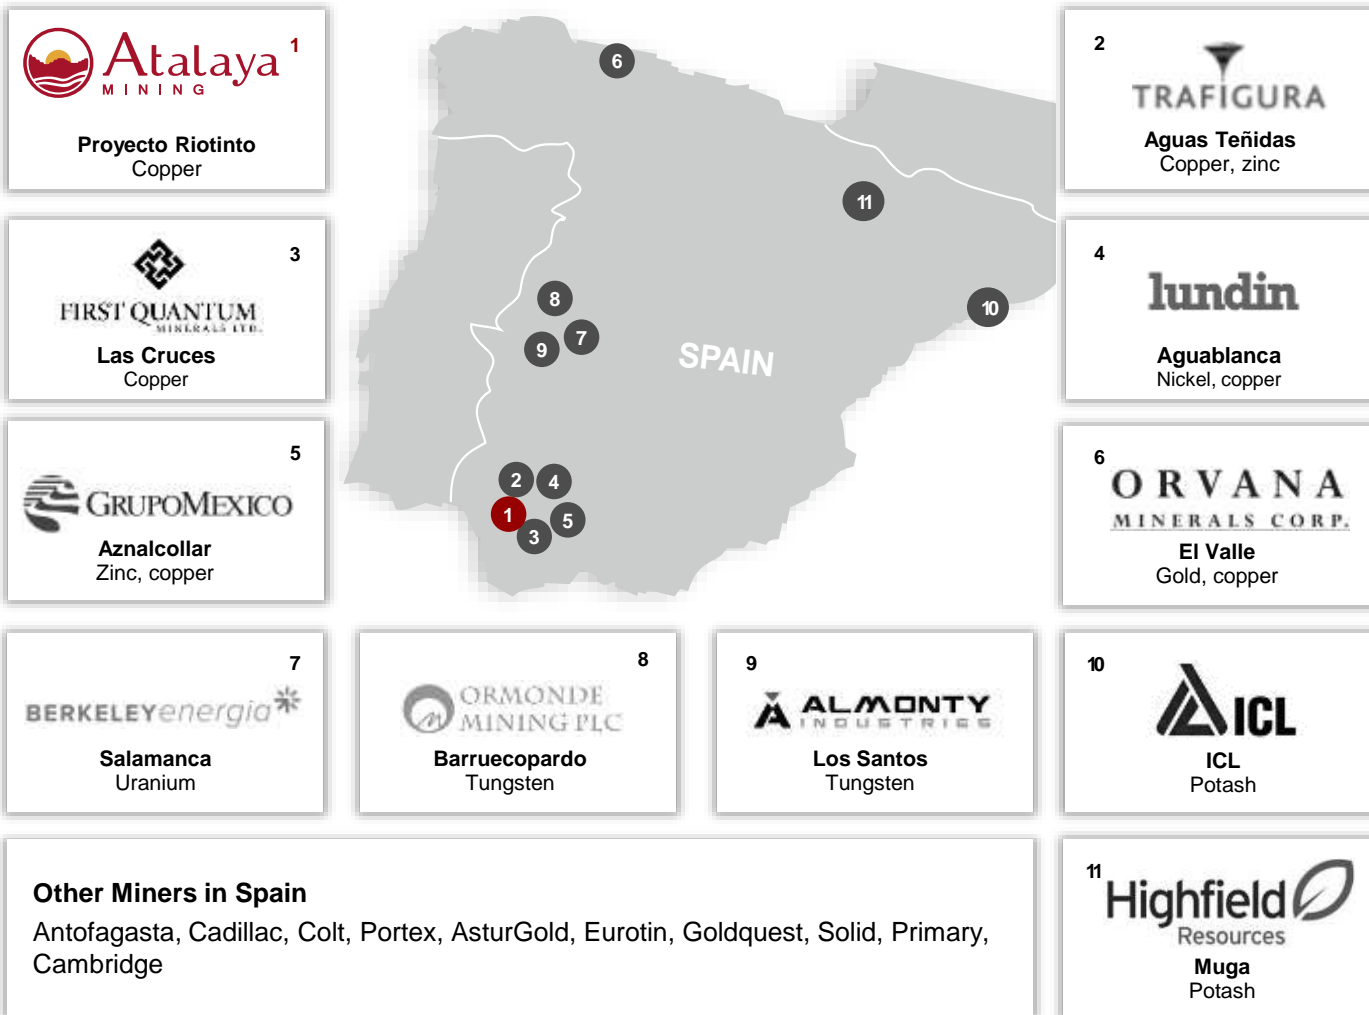 Atalaya
MINING
1
Proyecto Riotinto
Copper
2
TRAFIGURA
Aguas Teñidas
Copper, zinc
3
FIRST QUANTUM
MINERALS LTD.
Las Cruces
Copper
4
lundin
Aguablanca
Nickel, copper
5
GRUPOMEXICO
Aznalcollar
Zinc, copper
6
ORVANA
MINERALS CORP.
El Valle
Gold, copper
6
11
8
7
9
10
SPAIN
2
4
1
5
3
7
BERKELEYenergia
Salamanca
Uranium
8
ORMONDE
MINING PLC
Barruecopardo
Tungsten
9
ALMONTY
INDUSTRIES
Los Santos
Tungsten
10
ICL
ICL
Potash
Other Miners in Spain
Antofagasta, Cadillac, Colt, Portex, AsturGold, Eurotin, Goldquest, Solid, Primary,
Cambridge
11
Highfield
Resources
Muga
Potash